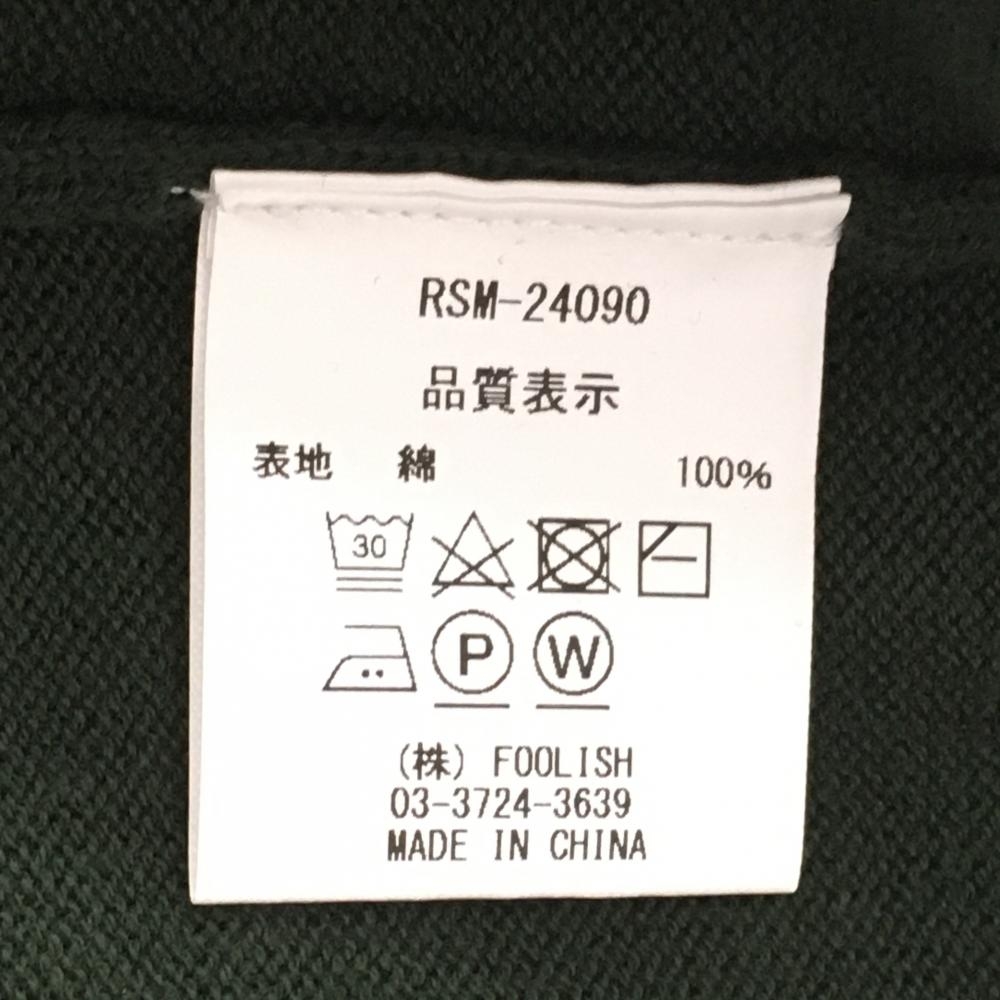 RSM-24090
品質表示
表地 綿 100%
30
P W
(株) FOOLISH
03-3724-3639
MADE IN CHINA